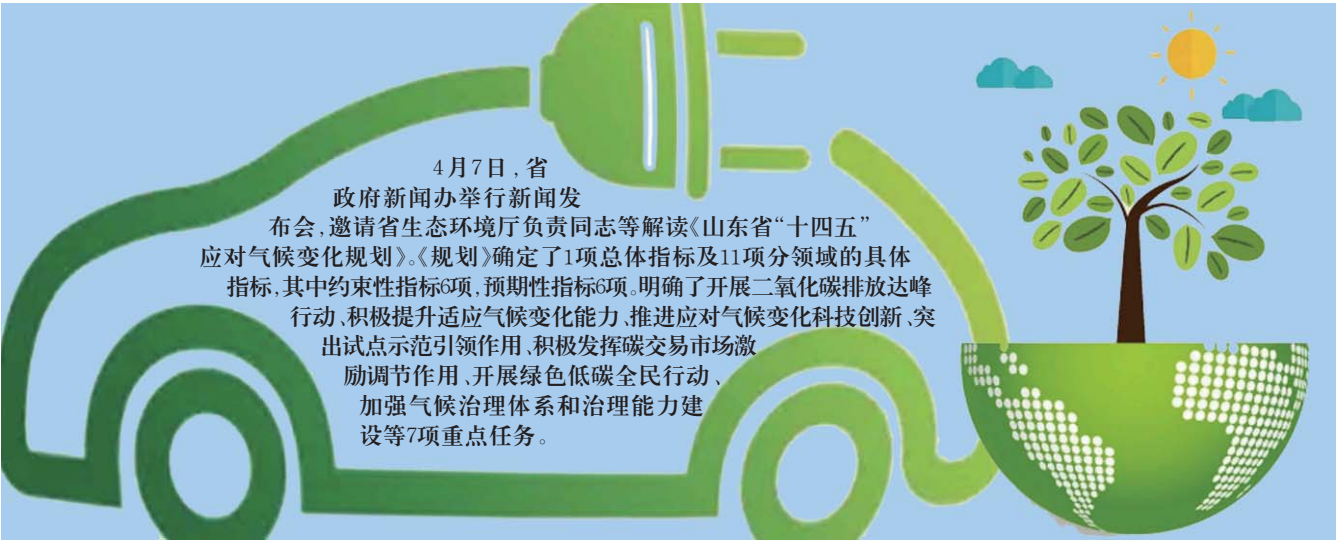 4月7日,省
政府新闻办举行新闻发
布会,邀请省生态环境厅负责同志等解读《山东省“十四五”
应对气候变化规划》。《规划》确定了1项总体指标及11项分领域的具体
指标,其中约束性指标6项,预期性指标6项。明确了开展二氧化碳排放达峰
行动、积极提升适应气候变化能力、推进应对气候变化科技创新、突
出试点示范引领作用、积极发挥碳交易市场激
励调节作用、开展绿色低碳全民行动、
加强气候治理体系和治理能力建
设等7项重点任务。